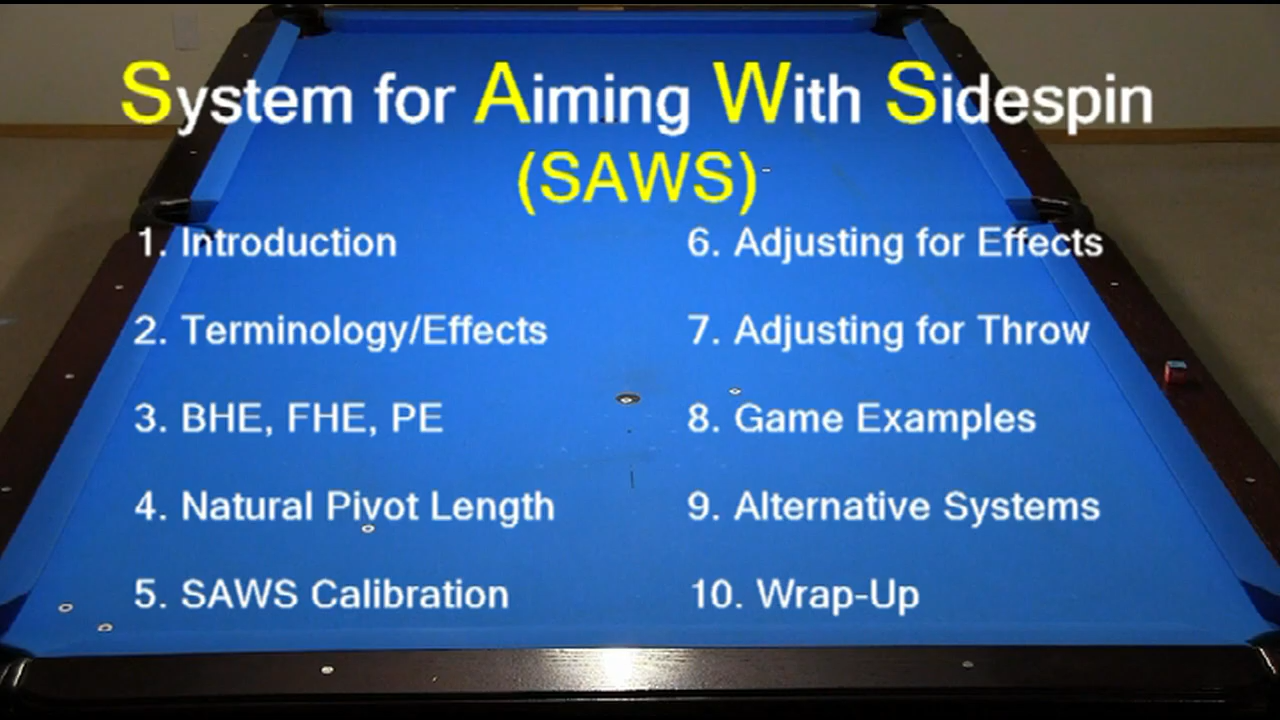 System for Aiming With Sidespin
(SAWS)
1. Introduction
2. Terminology/Effects
3. BHE, FHE, PE
4. Natural Pivot Length
5. SAWS Calibration
6. Adjusting for Effects
7. Adjusting for Throw
8. Game Examples
9. Alternative Systems
10. Wrap-Up